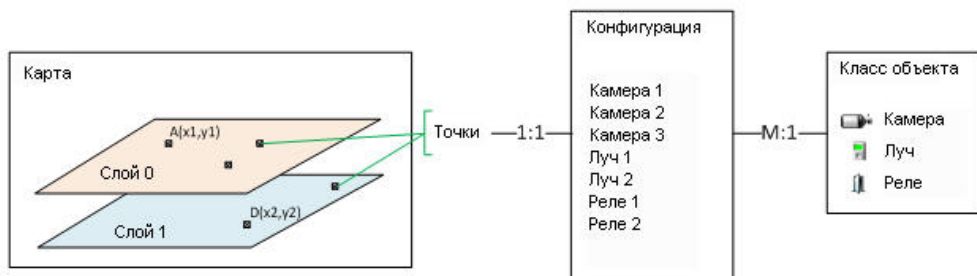 Карта
A(x1,y1)
Слой 0
D(x2,y2)
Слой 1
Точки
1:1
Конфигурация
Камера 1
Камера 2
Камера 3
Луч 1
Луч 2
Реле 1
Реле 2
M:1
Класс объекта
Камера
Луч
Реле